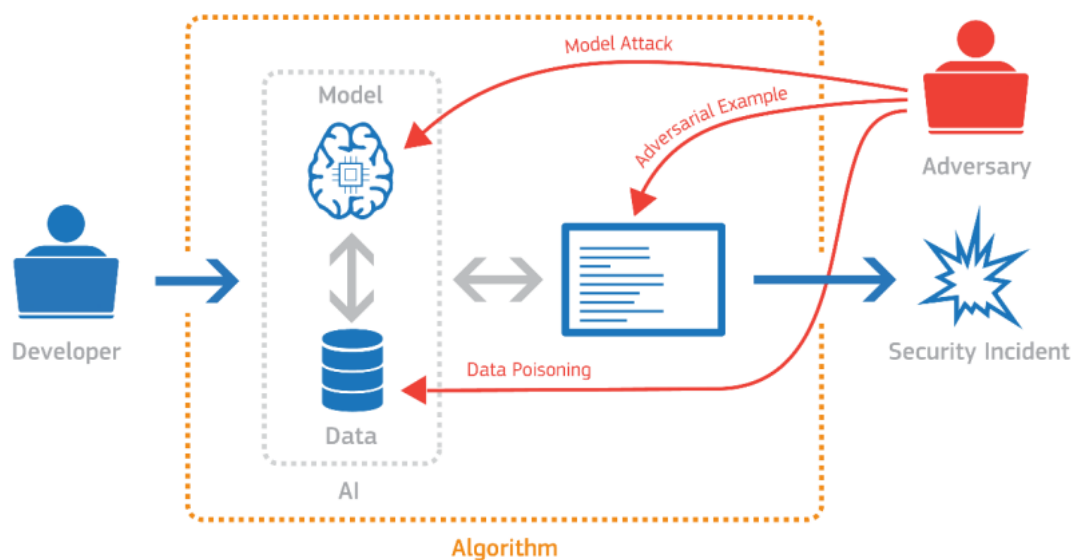 Model Attack
Model
Adversarial Example
Adversary
Developer
Security Incident
Data Poisoning
Data
AI
Algorithm